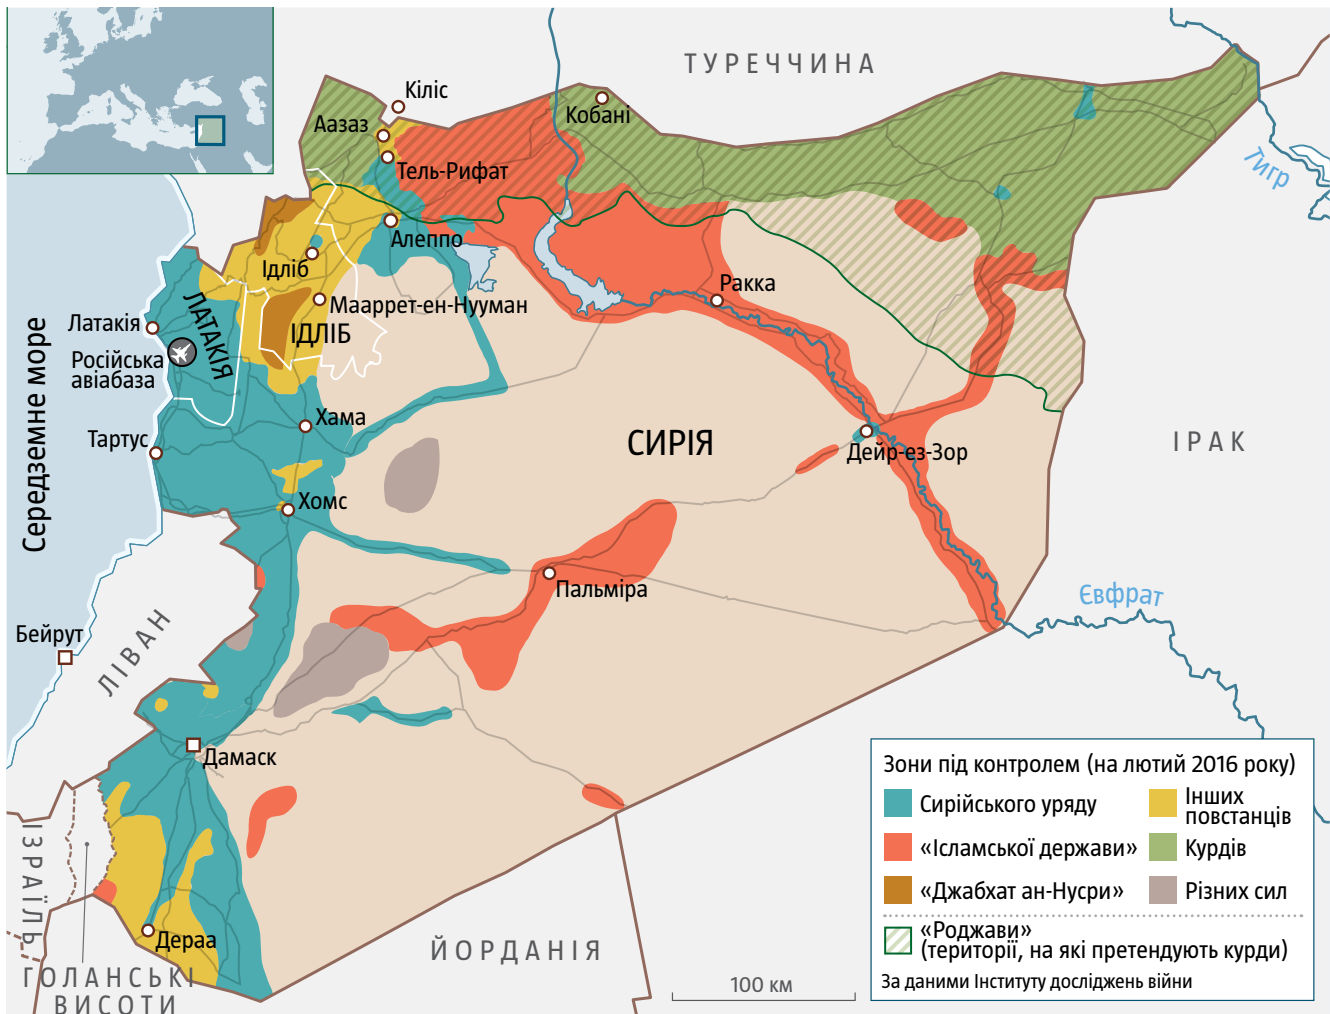 ТУРЕЧЧИНА
Кіліс
Кобані
Аазаз
Тель-Рифат
Тигр
Алеппо
Ідліб
Ракка
Мааррет-ен-Нууман
ЛАТАКІЯ
Латакія
ІДЛІБ
Російська
авіабаза
Середземне море
Хама
Тартус
СИРІЯ
ІРАК
Дейр-ез-Зор
Хомс
Пальміра
Євфрат
Бейрут
ЛІВАН
Дамаск
ІЗРАЇЛЬ
Дераа
ЙОРДАНІЯ
ГОЛАНСЬКІ
ВИСОТИ
100 км
Зони під контролем (на лютий 2016 року)
Сирійського уряду
Інших
повстанців
«Ісламської держави»
Курдів
«Джабхат ан-Нусри»
Різних сил
«Роджави»
(території, на які претендують курди)
За даними Інституту досліджень війни